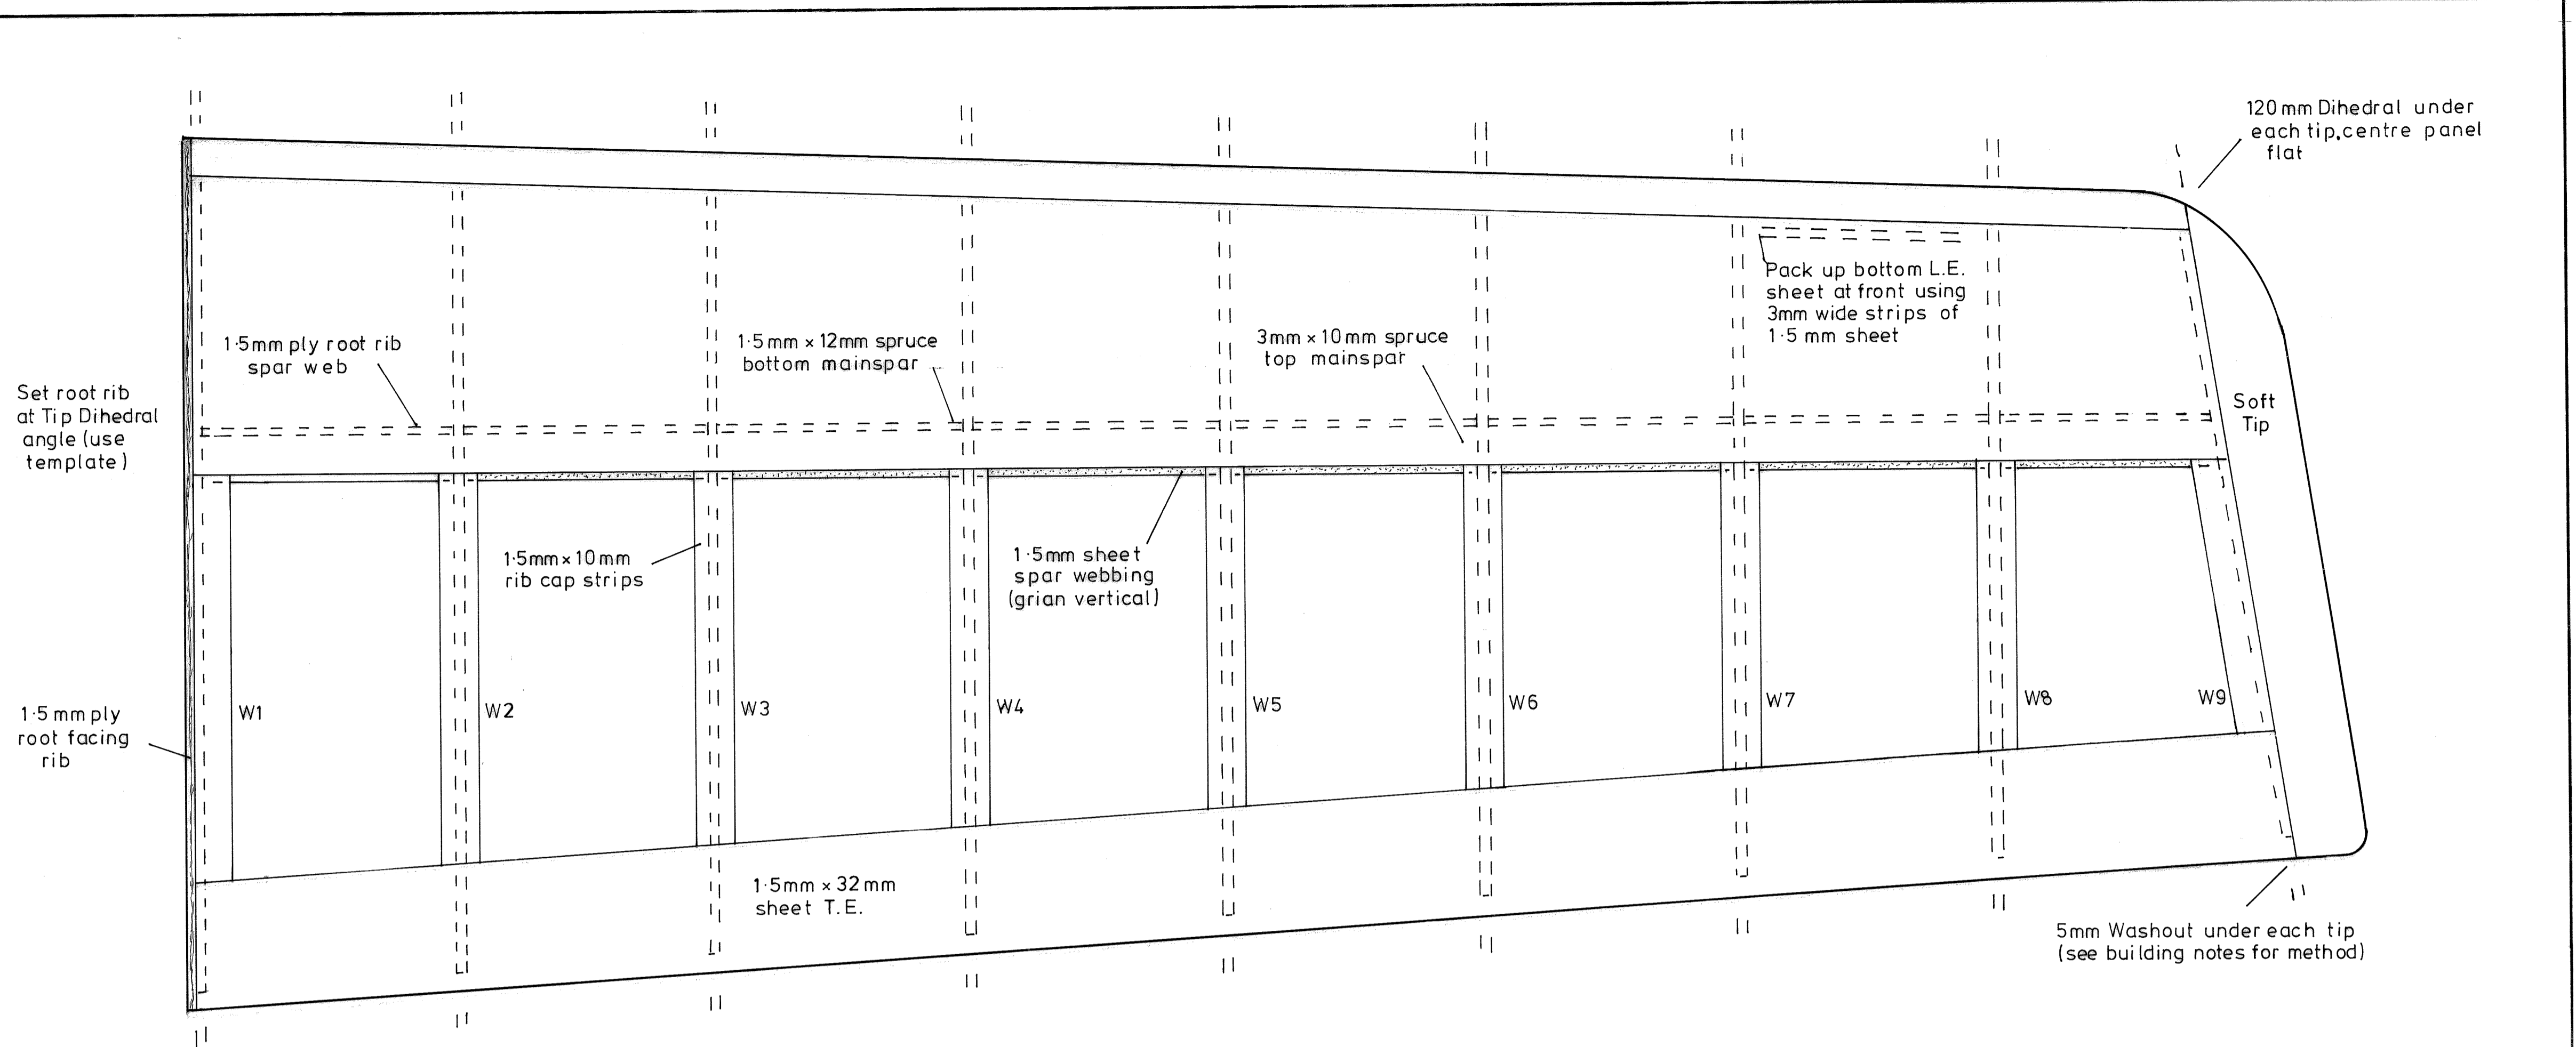 120 mm Dihedral under
each tip, centre panel
flat
Pack up bottom L.E.
sheet at front using
3mm wide strips of
1·5 mm sheet
1·5mm ply root rib
spar web
1·5mm × 12mm spruce
bottom mainspar
3mm × 10mm spruce
top mainspar
Set root rib
at Tip Dihedral
angle (use
template)
Soft
Tip
1·5mm × 10mm
rib cap strips
1·5mm sheet
spar webbing
(grian vertical)
W1
W2
W3
W4
W5
W6
W7
W8
W9
1·5 mm ply
root facing
rib
1·5mm × 32mm
sheet T.E.
5mm Washout under each tip
(see building notes for method)